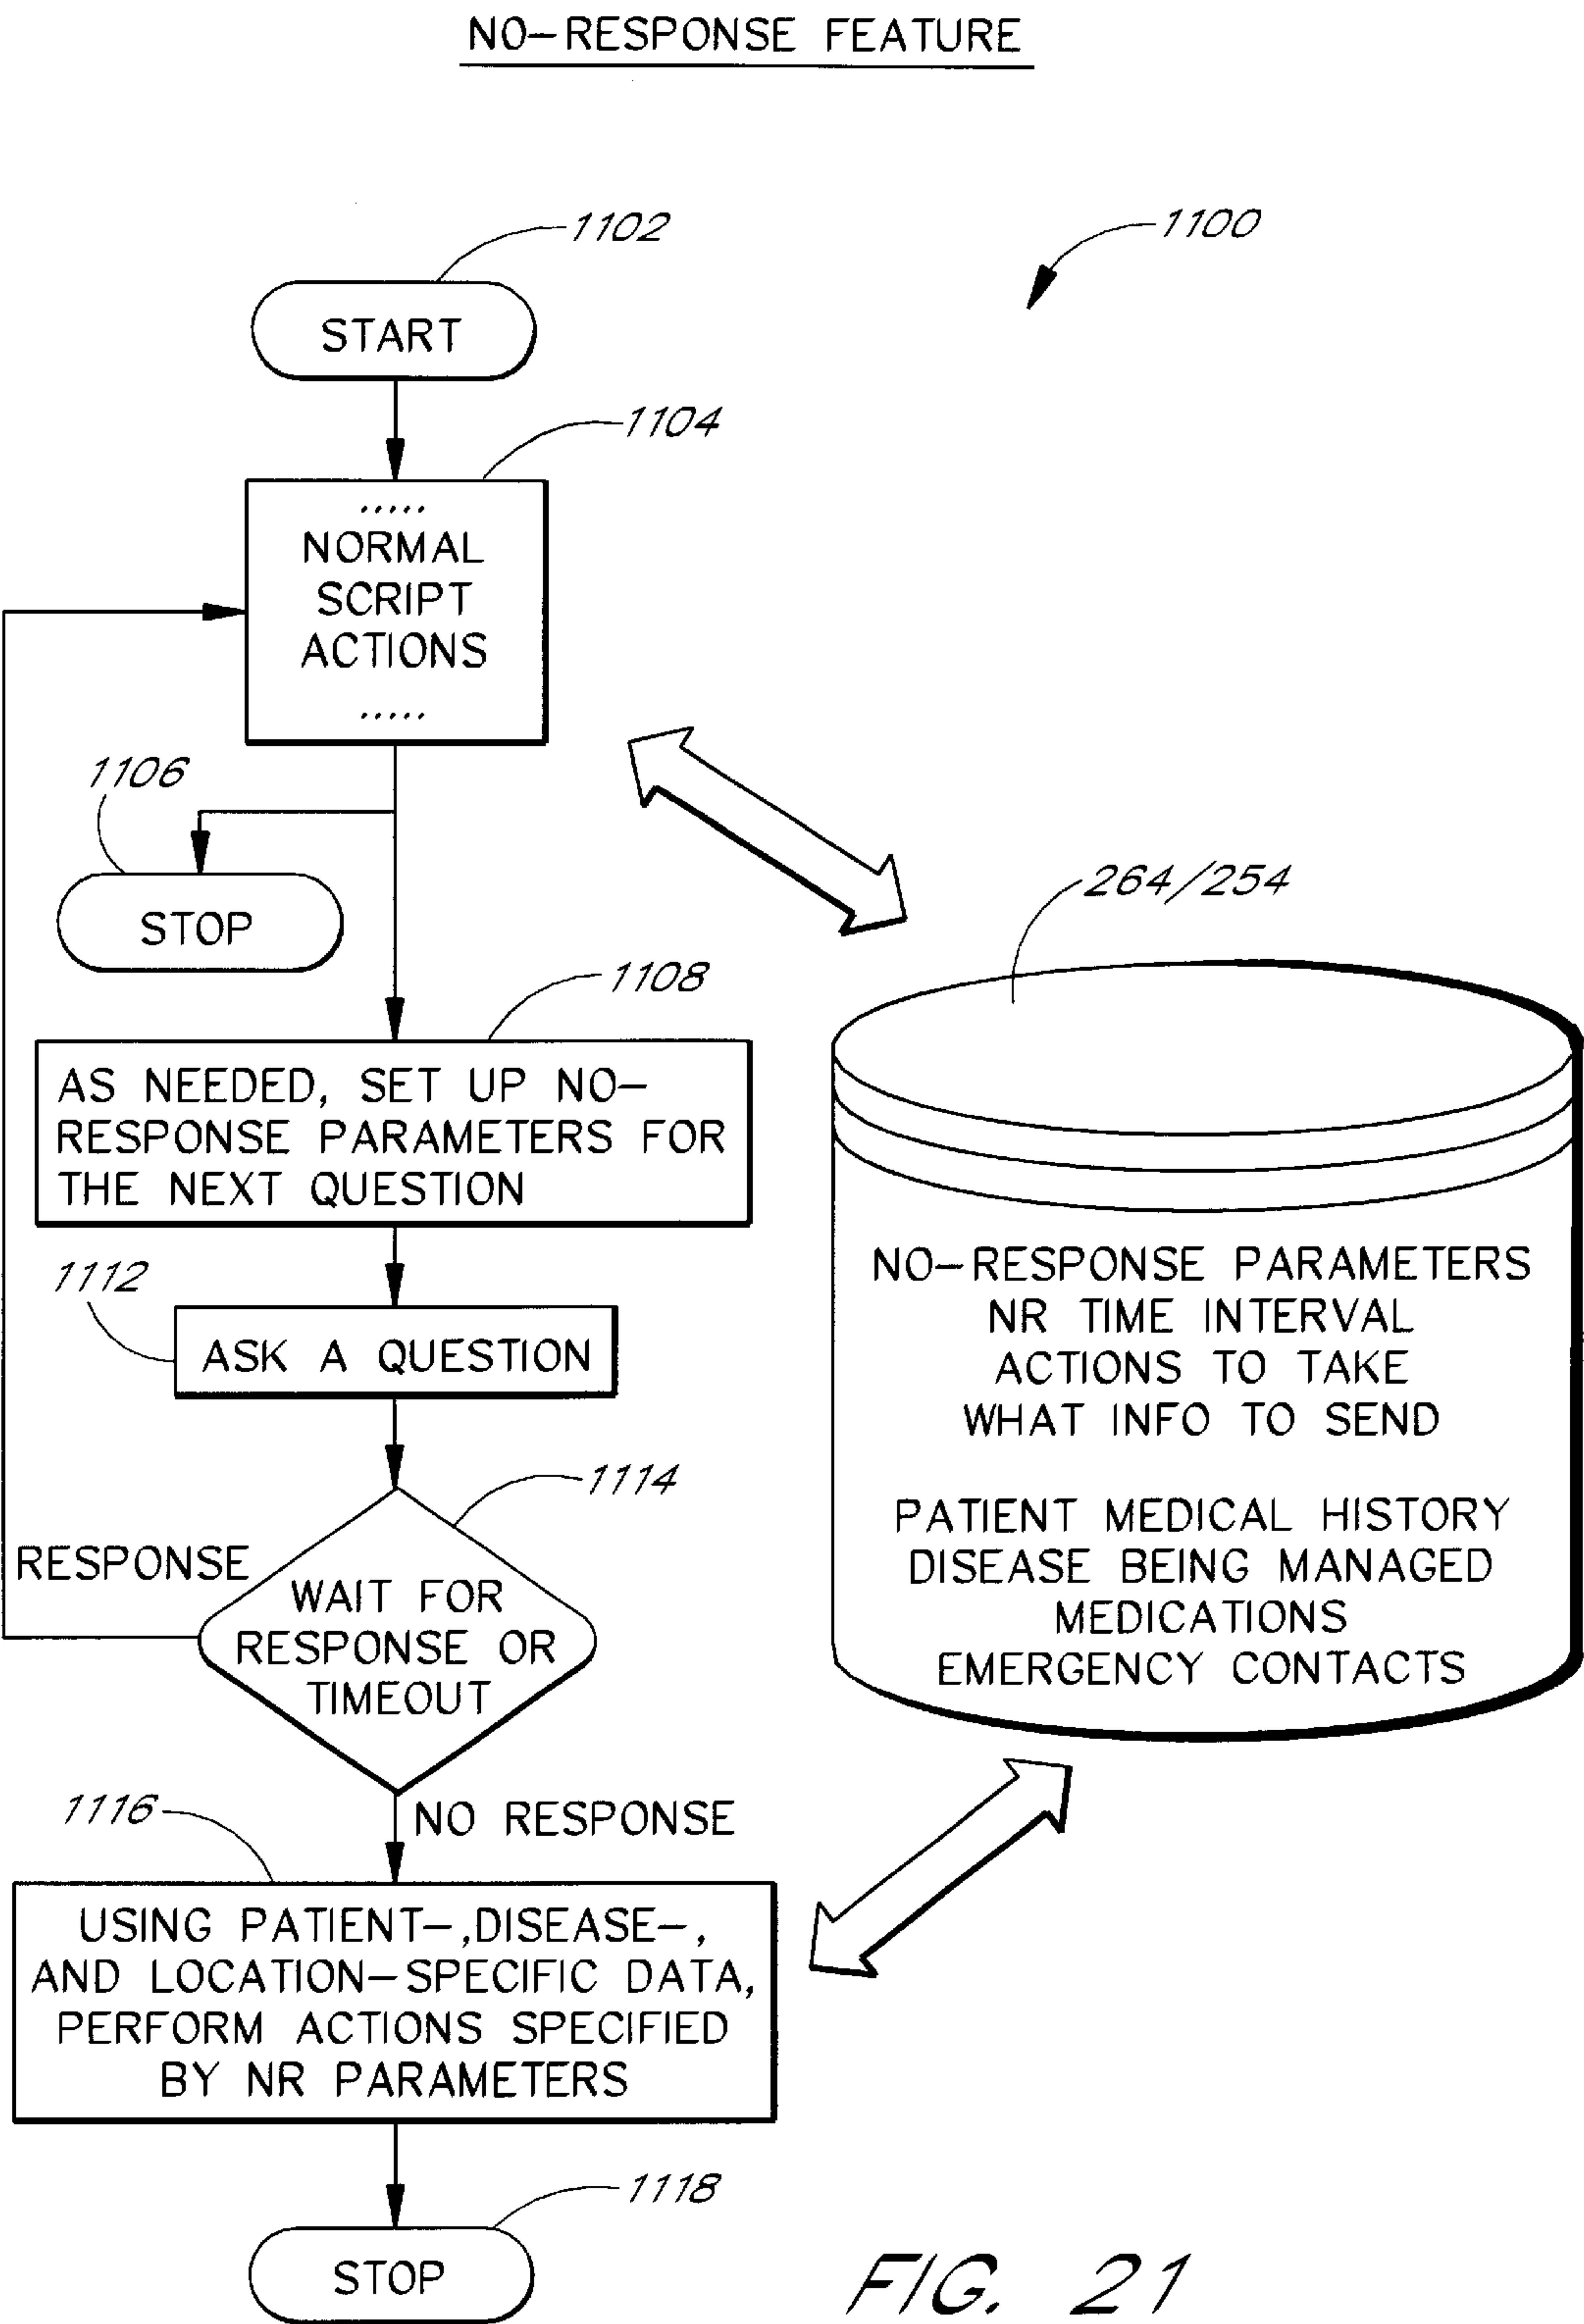 NO-RESPONSE FEATURE
1102
1100
START
1104
.....
NORMAL
SCRIPT
ACTIONS
.....
1106
STOP
264/254
1108
AS NEEDED, SET UP NO-
RESPONSE PARAMETERS FOR
THE NEXT QUESTION
1112
ASK A QUESTION
NO-RESPONSE PARAMETERS
NR TIME INTERVAL
ACTIONS TO TAKE
WHAT INFO TO SEND
PATIENT MEDICAL HISTORY
DISEASE BEING MANAGED
MEDICATIONS
EMERGENCY CONTACTS
1114
RESPONSE
WAIT FOR
RESPONSE OR
TIMEOUT
1116
NO RESPONSE
USING PATIENT-,DISEASE-,
AND LOCATION-SPECIFIC DATA,
PERFORM ACTIONS SPECIFIED
BY NR PARAMETERS
1118
STOP
FIG. 21